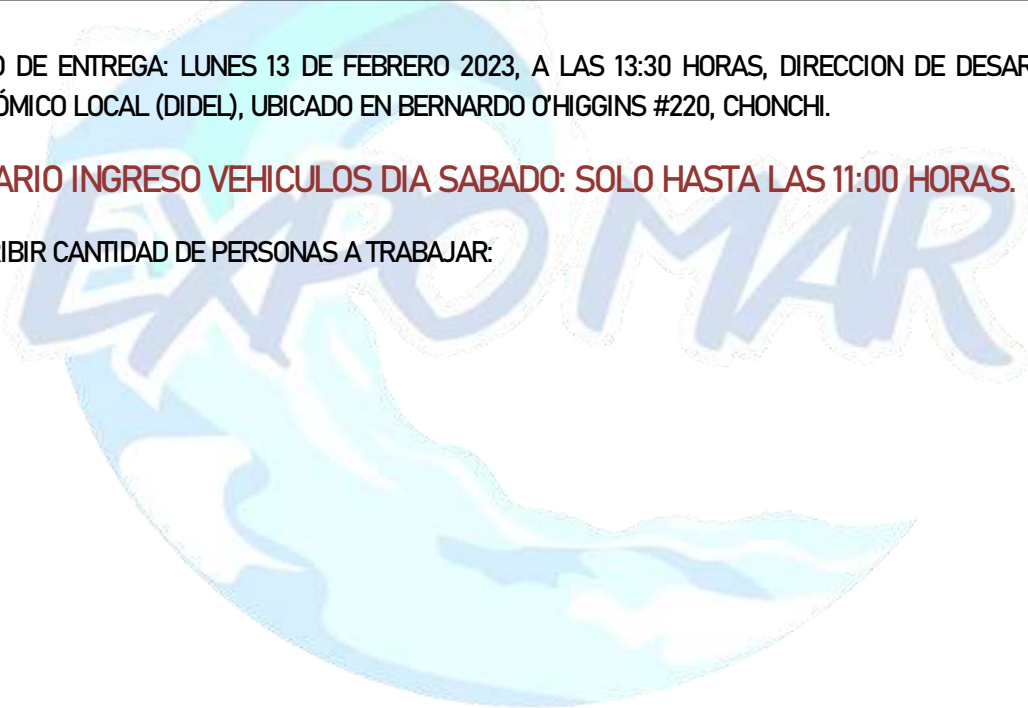 O DE ENTREGA: LUNES 13 DE FEBRERO 2023, A LAS 13:30 HORAS, DIRECCION DE DESAR
ÓMICO LOCAL (DIDEL), UBICADO EN BERNARDO O'HIGGINS #220, CHONCHI.
ARIO INGRESO VEHICULOS DIA SABADO: SOLO HASTA LAS 11:00 HORAS.
RIBIR CANTIDAD DE PERSONAS A TRABAJAR:
EXPO MAR